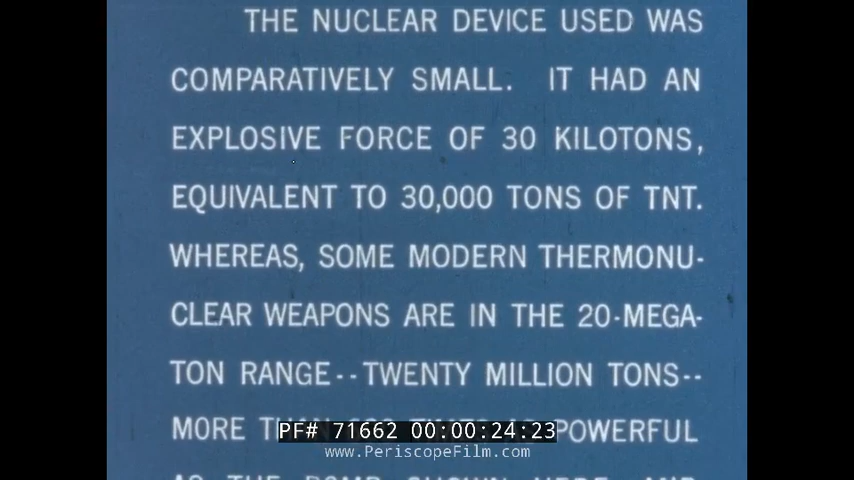 THE NUCLEAR DEVICE USED WAS
COMPARATIVELY SMALL. IT HAD AN
EXPLOSIVE FORCE OF 30 KILOTONS,
EQUIVALENT TO 30,000 TONS OF TNT.
WHEREAS, SOME MODERN THERMONU-
CLEAR WEAPONS ARE IN THE 20-MEGA-
TON RANGE--TWENTY MILLION TONS--
MORE POWERFUL
PF# 71662 00:00:24:23
www.PeriscopeFilm.com